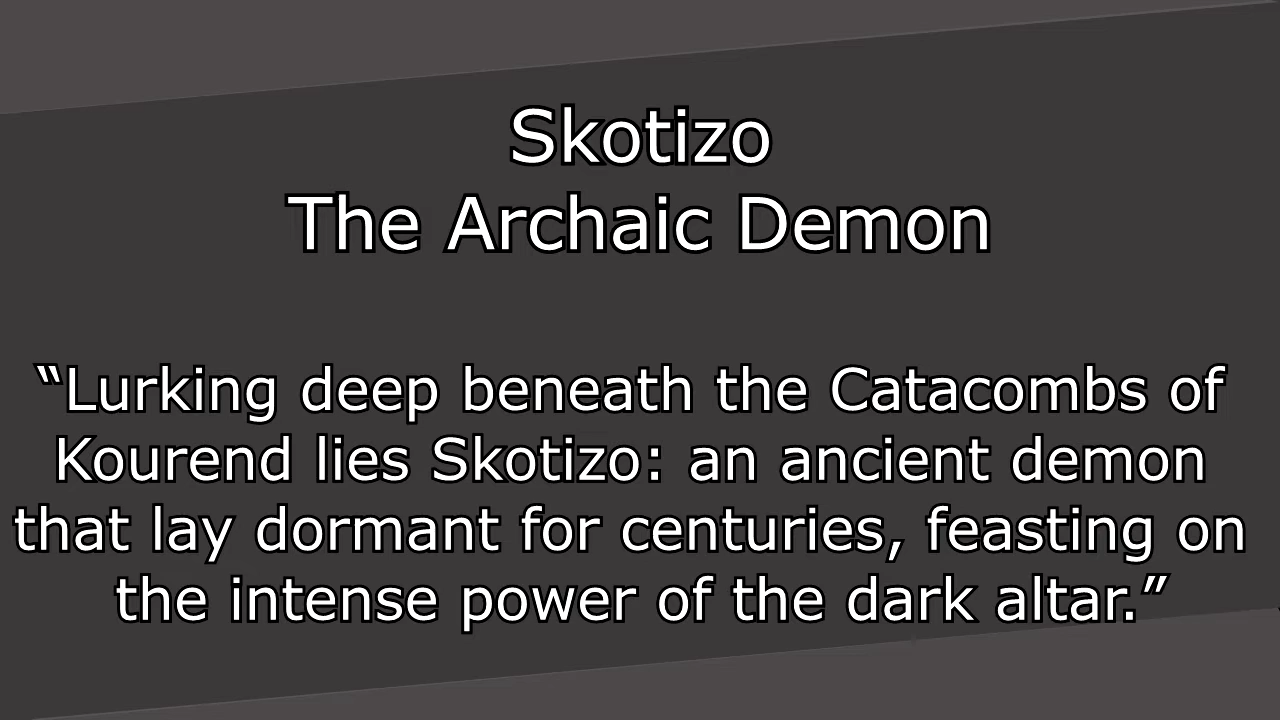 Skotizo
The Archaic Demon
“Lurking deep beneath the Catacombs of
Kourend lies Skotizo: an ancient demon
that lay dormant for centuries, feasting on
the intense power of the dark altar.”